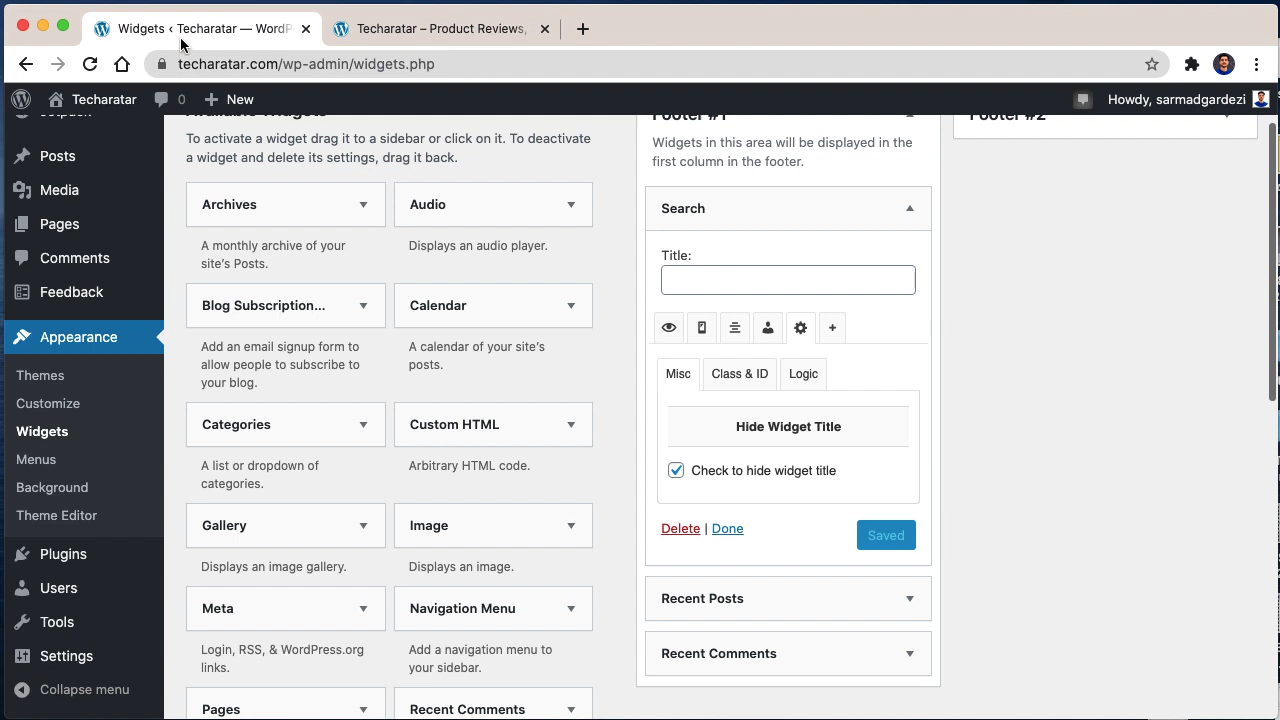 Widgets ‹ Techaratar — WordP
Techaratar – Product Reviews,
techaratar.com/wp-admin/widgets.php
Techaratar
0
New
Howdy, sarmadgardezi
Jetpack
Posts
Media
Pages
Comments
Feedback
Appearance
Themes
Customize
Widgets
Menus
Background
Theme Editor
Plugins
Users
Tools
Settings
Collapse menu
Available Widgets
To activate a widget drag it to a sidebar or click on it. To deactivate
a widget and delete its settings, drag it back.
Archives
A monthly archive of your
site's Posts.
Audio
Displays an audio player.
Blog Subscription...
Add an email signup form to
allow people to subscribe to
your blog.
Calendar
A calendar of your site's
posts.
Categories
A list or dropdown of
categories.
Custom HTML
Arbitrary HTML code.
Gallery
Displays an image gallery.
Image
Displays an image.
Meta
Login, RSS, & WordPress.org
links.
Navigation Menu
Add a navigation menu to
your sidebar.
Pages
Recent Comments
Footer #1
Widgets in this area will be displayed in the
first column in the footer.
Search
Title:
+
Misc
Class & ID
Logic
Hide Widget Title
Check to hide widget title
Delete | Done
Saved
Recent Posts
Recent Comments
Footer #2